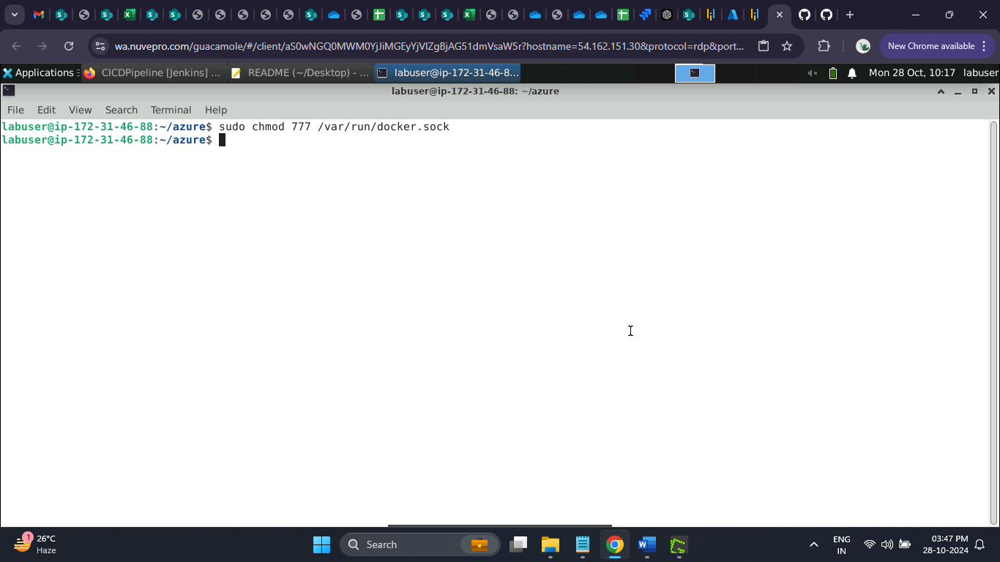 wa.nuvepro.com/guacamole/#/client/aS0wNGQ0MWM0YjJiMGEyYjVlZgBjAG51dmVsaW5r?hostname=54.162.151.30&protocol=rdp&port...
New Chrome available
Applications
CICDPipeline [Jenkins] ...
README (~/Desktop) - ...
labuser@ip-172-31-46-8...
Mon 28 Oct, 10:17
labuser
labuser@ip-172-31-46-88: ~/azure
File Edit View Search Terminal Help
labuser@ip-172-31-46-88:~/azure$ sudo chmod 777 /var/run/docker.sock
labuser@ip-172-31-46-88:~/azure$
1
26°C
Haze
Search
ENG
IN
03:47 PM
28-10-2024